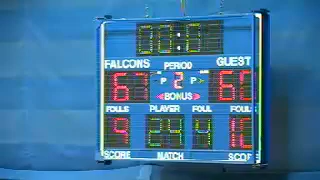 00:0
FALCONS PERIOD GUEST
67 P 2 P 60
BONUS
FOULS PLAYER FOUL FOULS
9 24 4 10
SCORE MATCH SCORE